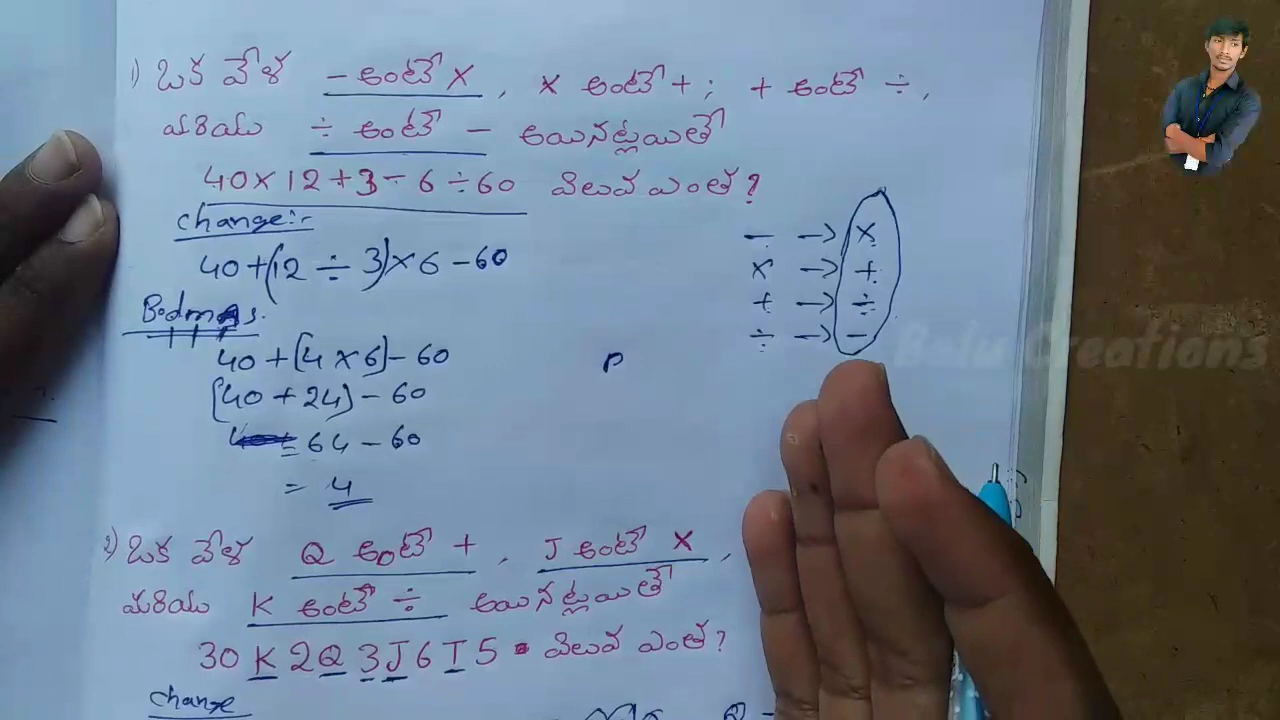 1) ఒక వేళ - అంటే ×, × అంటే + ; + అంటే ÷,
మరియు ÷ అంటే - అయినట్లయితే
40×12+3-6÷60 విలువ ఎంత?
change:-
40+(12÷3)×6-60
- → ×
× → +
+ → ÷
÷ → -
Bodmas.
40+(4×6)-60
(40+24)-60
= 64-60
= 4
Balu Creations
2) ఒక వేళ Q అంటే +, J అంటే ×,
మరియు K అంటే ÷ అయినట్లయితే
30 K 2 Q 3 J 6 T 5 విలువ ఎంత?
change